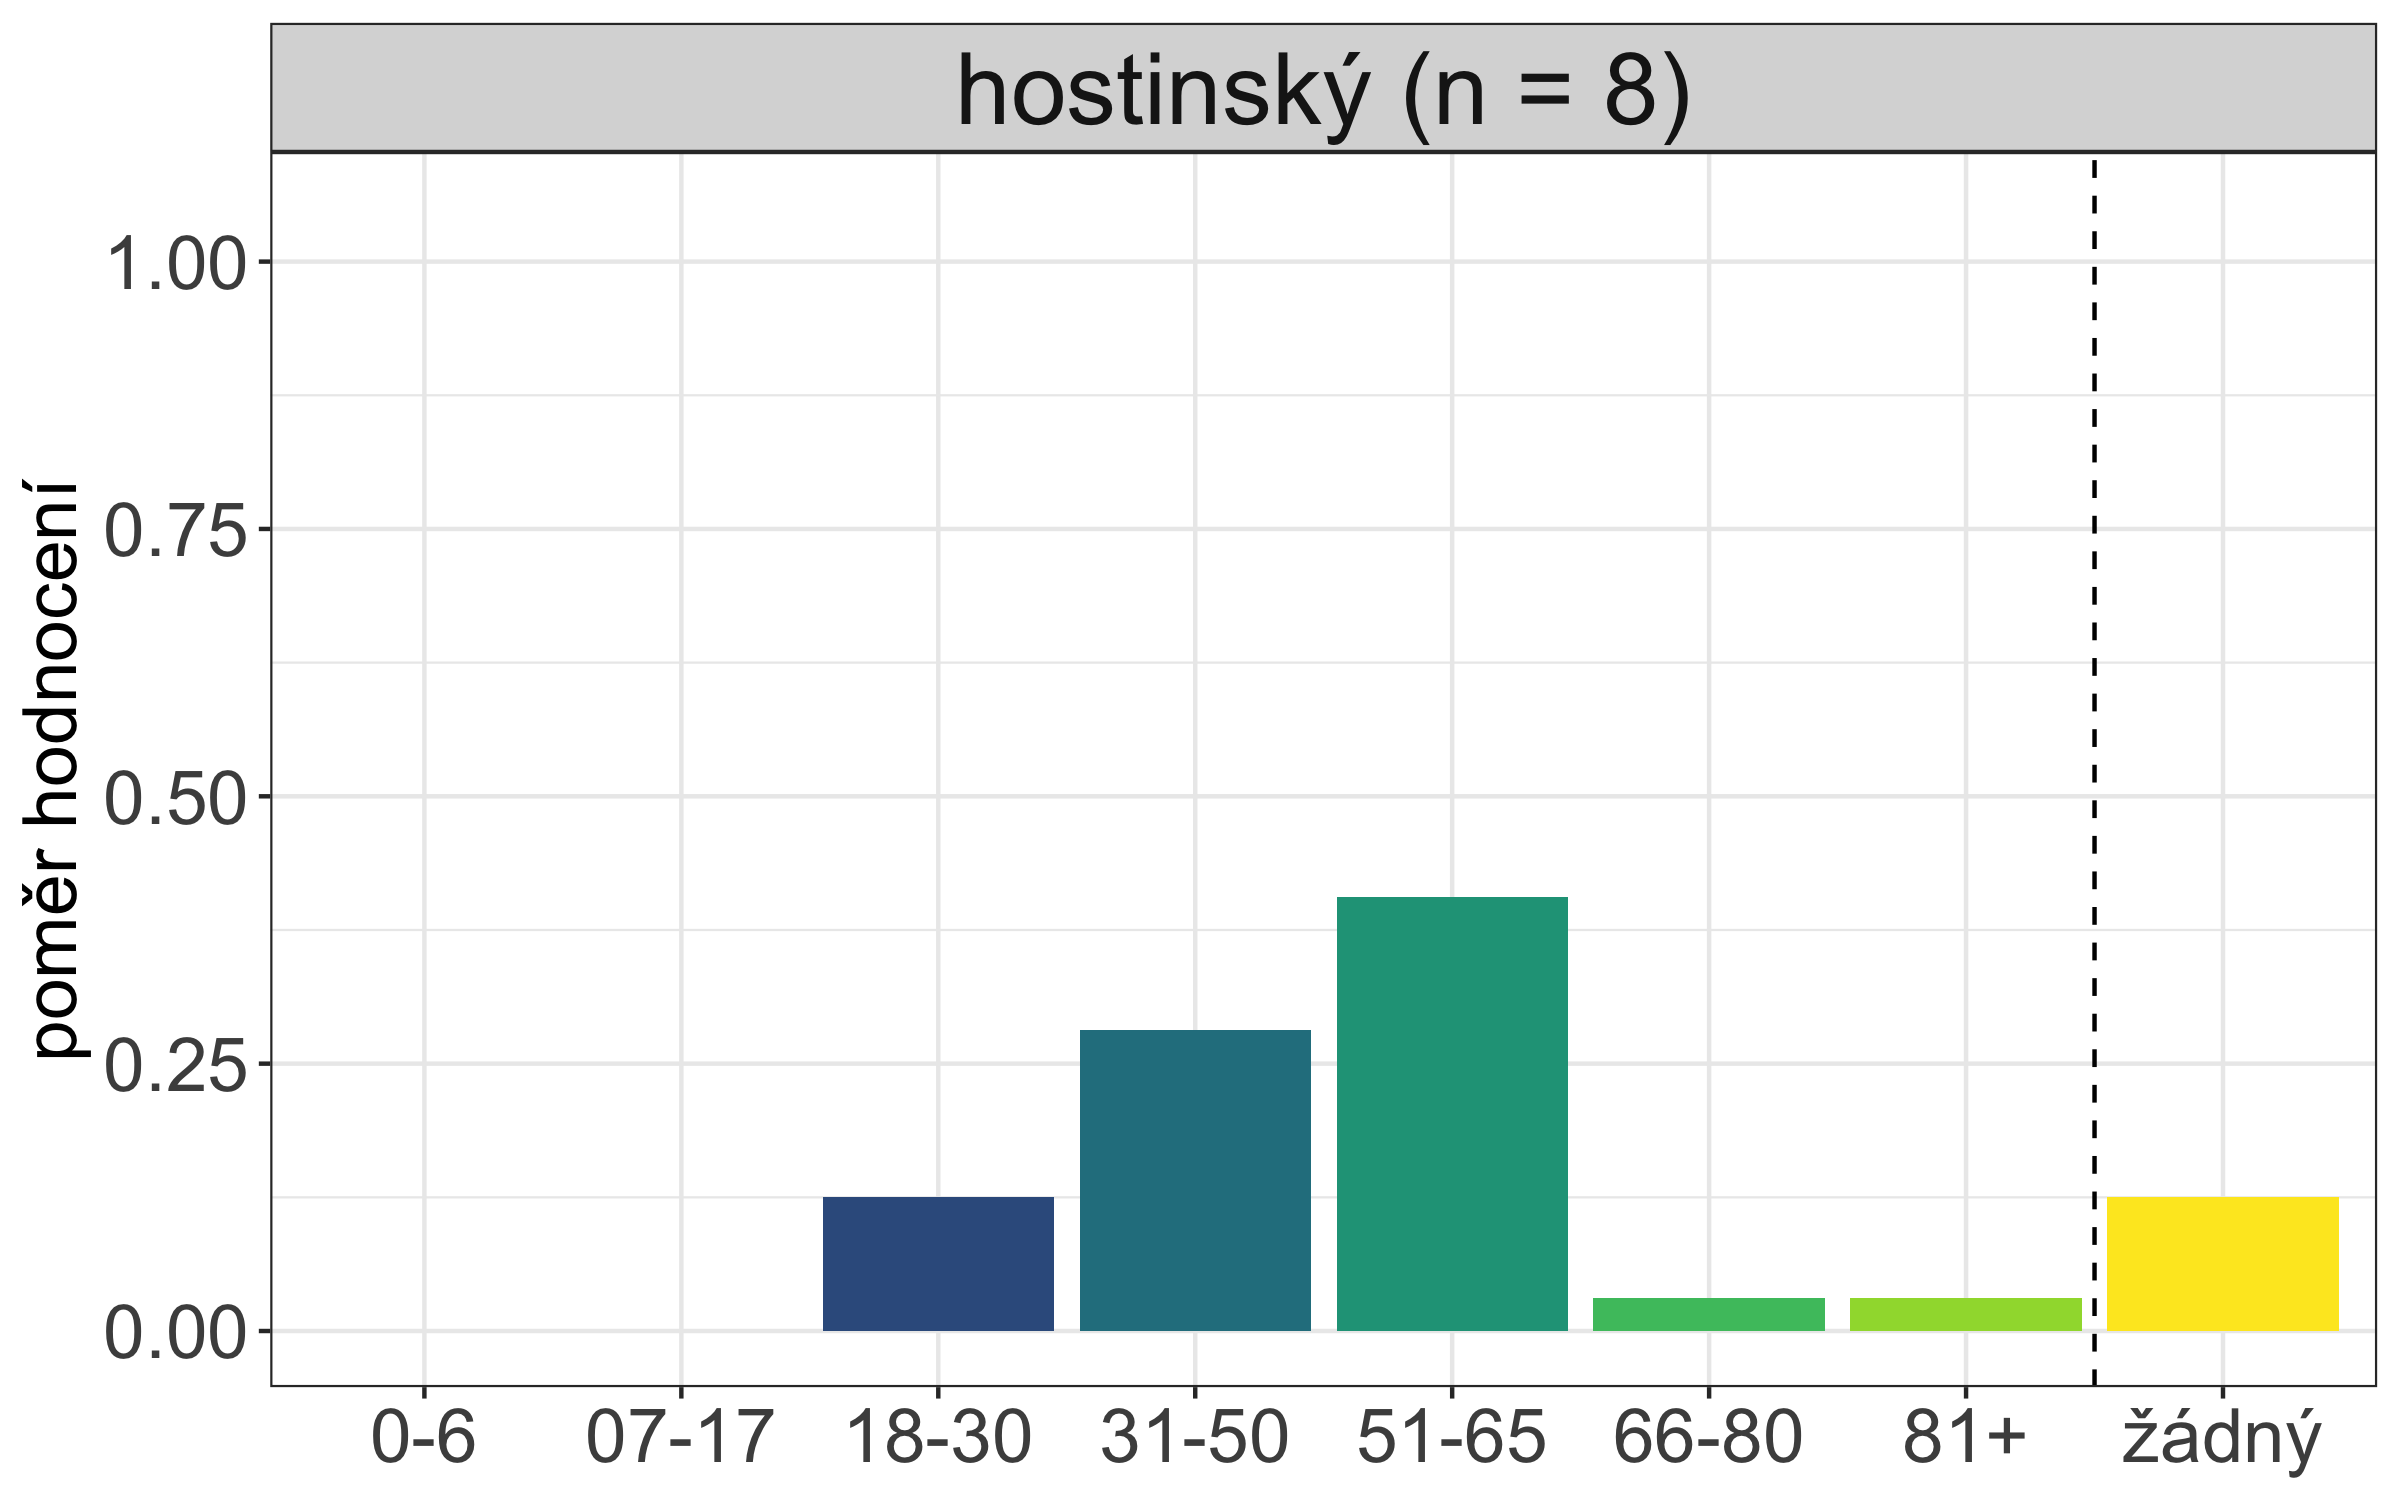 hostinský (n = 8)
poměr hodnocení
1.00
0.75
0.50
0.25
0.00
0-6 07-17 18-30 31-50 51-65 66-80 81+ žádný